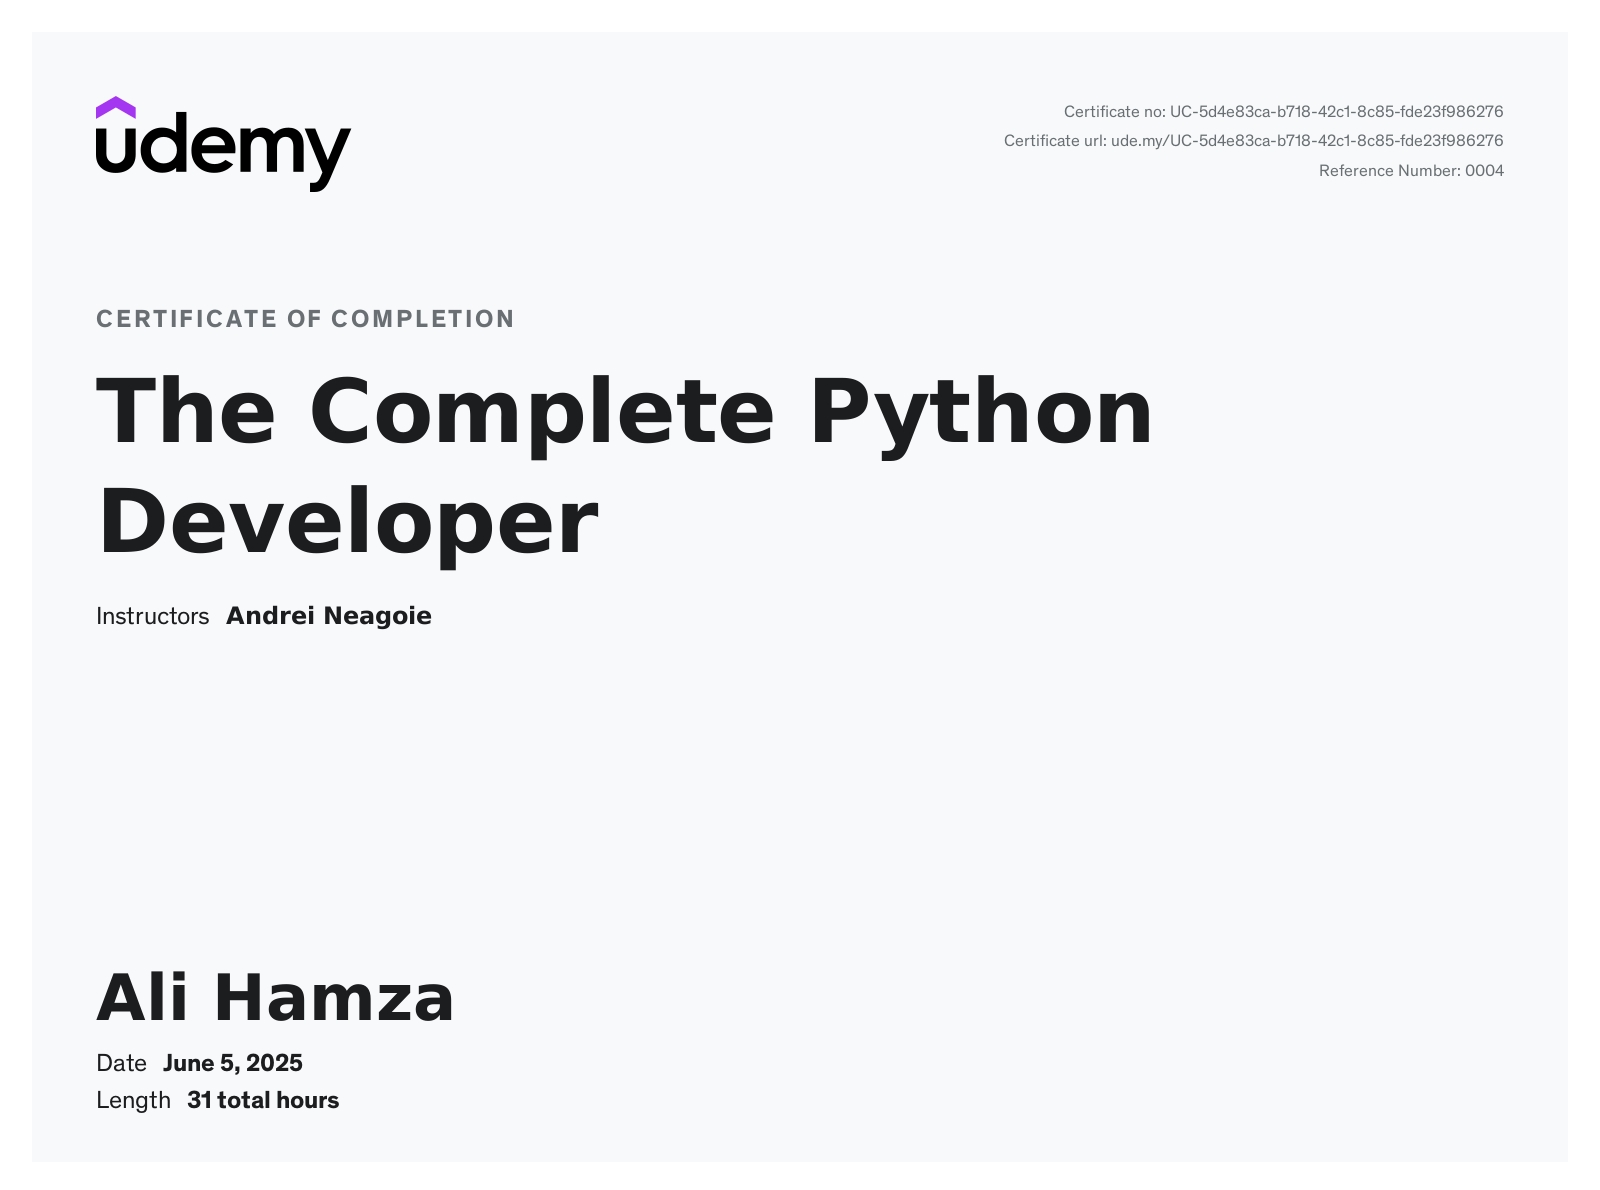 udemy
Certificate no: UC-5d4e83ca-b718-42c1-8c85-fde23f986276
Certificate url: ude.my/UC-5d4e83ca-b718-42c1-8c85-fde23f986276
Reference Number: 0004
CERTIFICATE OF COMPLETION
The Complete Python
Developer
Instructors Andrei Neagoie
Ali Hamza
Date June 5, 2025
Length 31 total hours